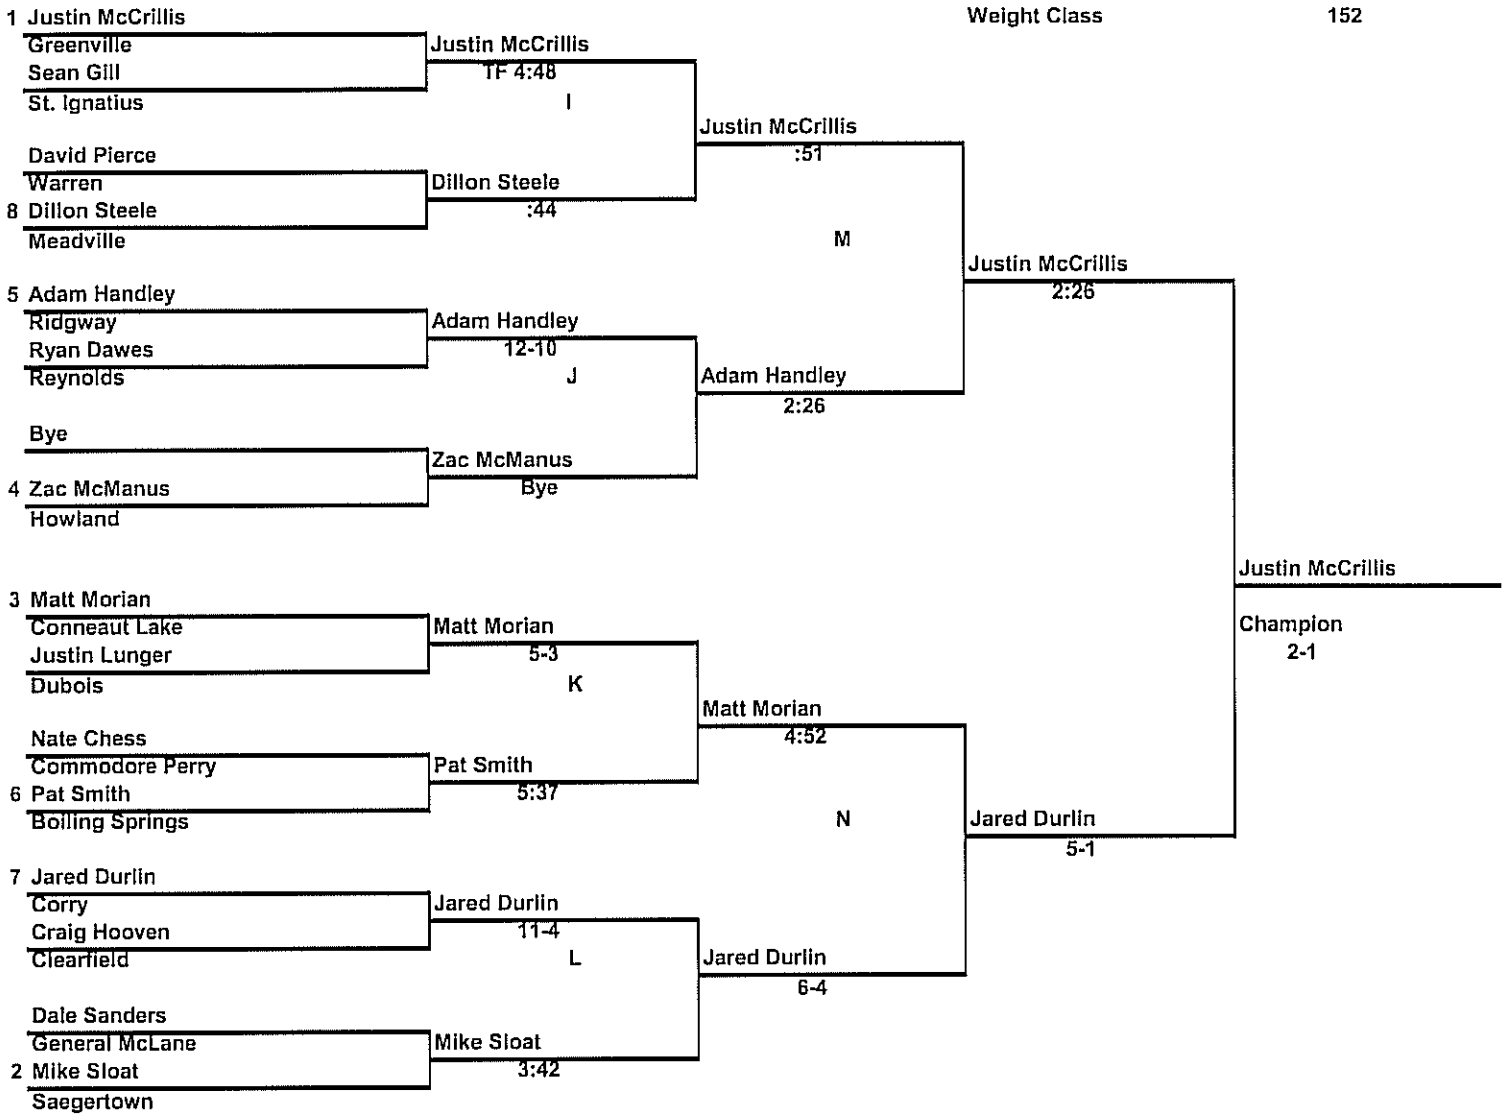 1 Justin McCrillis
Weight Class 152
Greenville
Justin McCrillis
Sean Gill
TF 4:48
St. Ignatius
I
Justin McCrillis
:51
David Pierce
Warren
Dillon Steele
8 Dillon Steele
:44
Meadville
M
Justin McCrillis
2:26
5 Adam Handley
Ridgway
Adam Handley
Ryan Dawes
12-10
Reynolds
J
Adam Handley
2:26
Bye
Zac McManus
4 Zac McManus
Bye
Howland
Justin McCrillis
3 Matt Morian
Conneaut Lake
Matt Morian
Champion
Justin Lunger
5-3
2-1
Dubois
K
Matt Morian
4:52
Nate Chess
Commodore Perry
Pat Smith
6 Pat Smith
5:37
Boiling Springs
N
Jared Durlin
5-1
7 Jared Durlin
Corry
Jared Durlin
Craig Hooven
11-4
Clearfield
L
Jared Durlin
6-4
Dale Sanders
General McLane
Mike Sloat
2 Mike Sloat
3:42
Saegertown